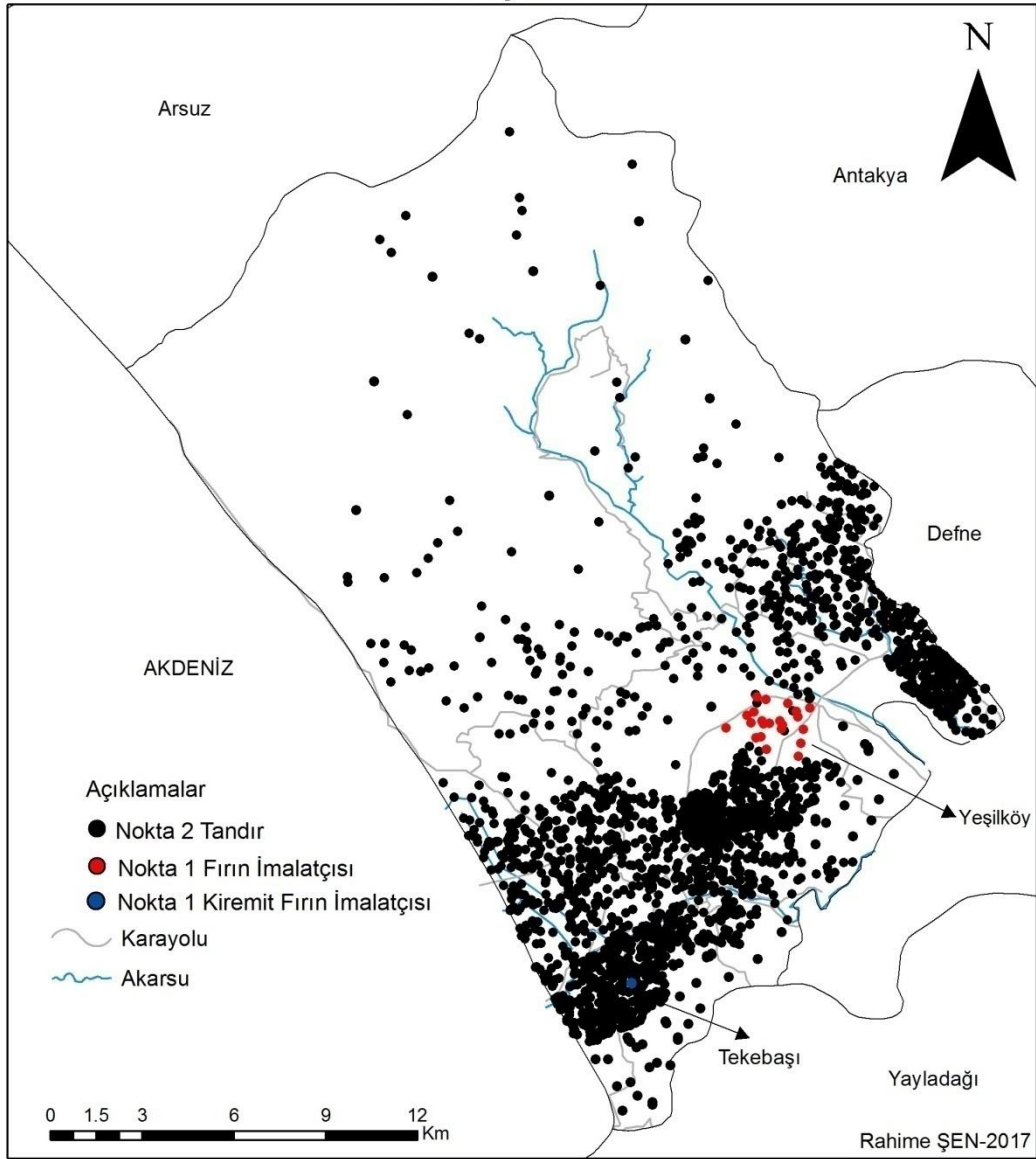 N
Arsuz
Antakya
Defne
AKDENİZ
Açıklamalar
Nokta 2 Tandır
Nokta 1 Fırın İmalatçısı
Nokta 1 Kiremit Fırın İmalatçısı
Karayolu
Akarsu
Yeşilköy
Tekebaşı
Yayladağı
0 1.5 3 6 9 12
Km
Rahime ŞEN-2017